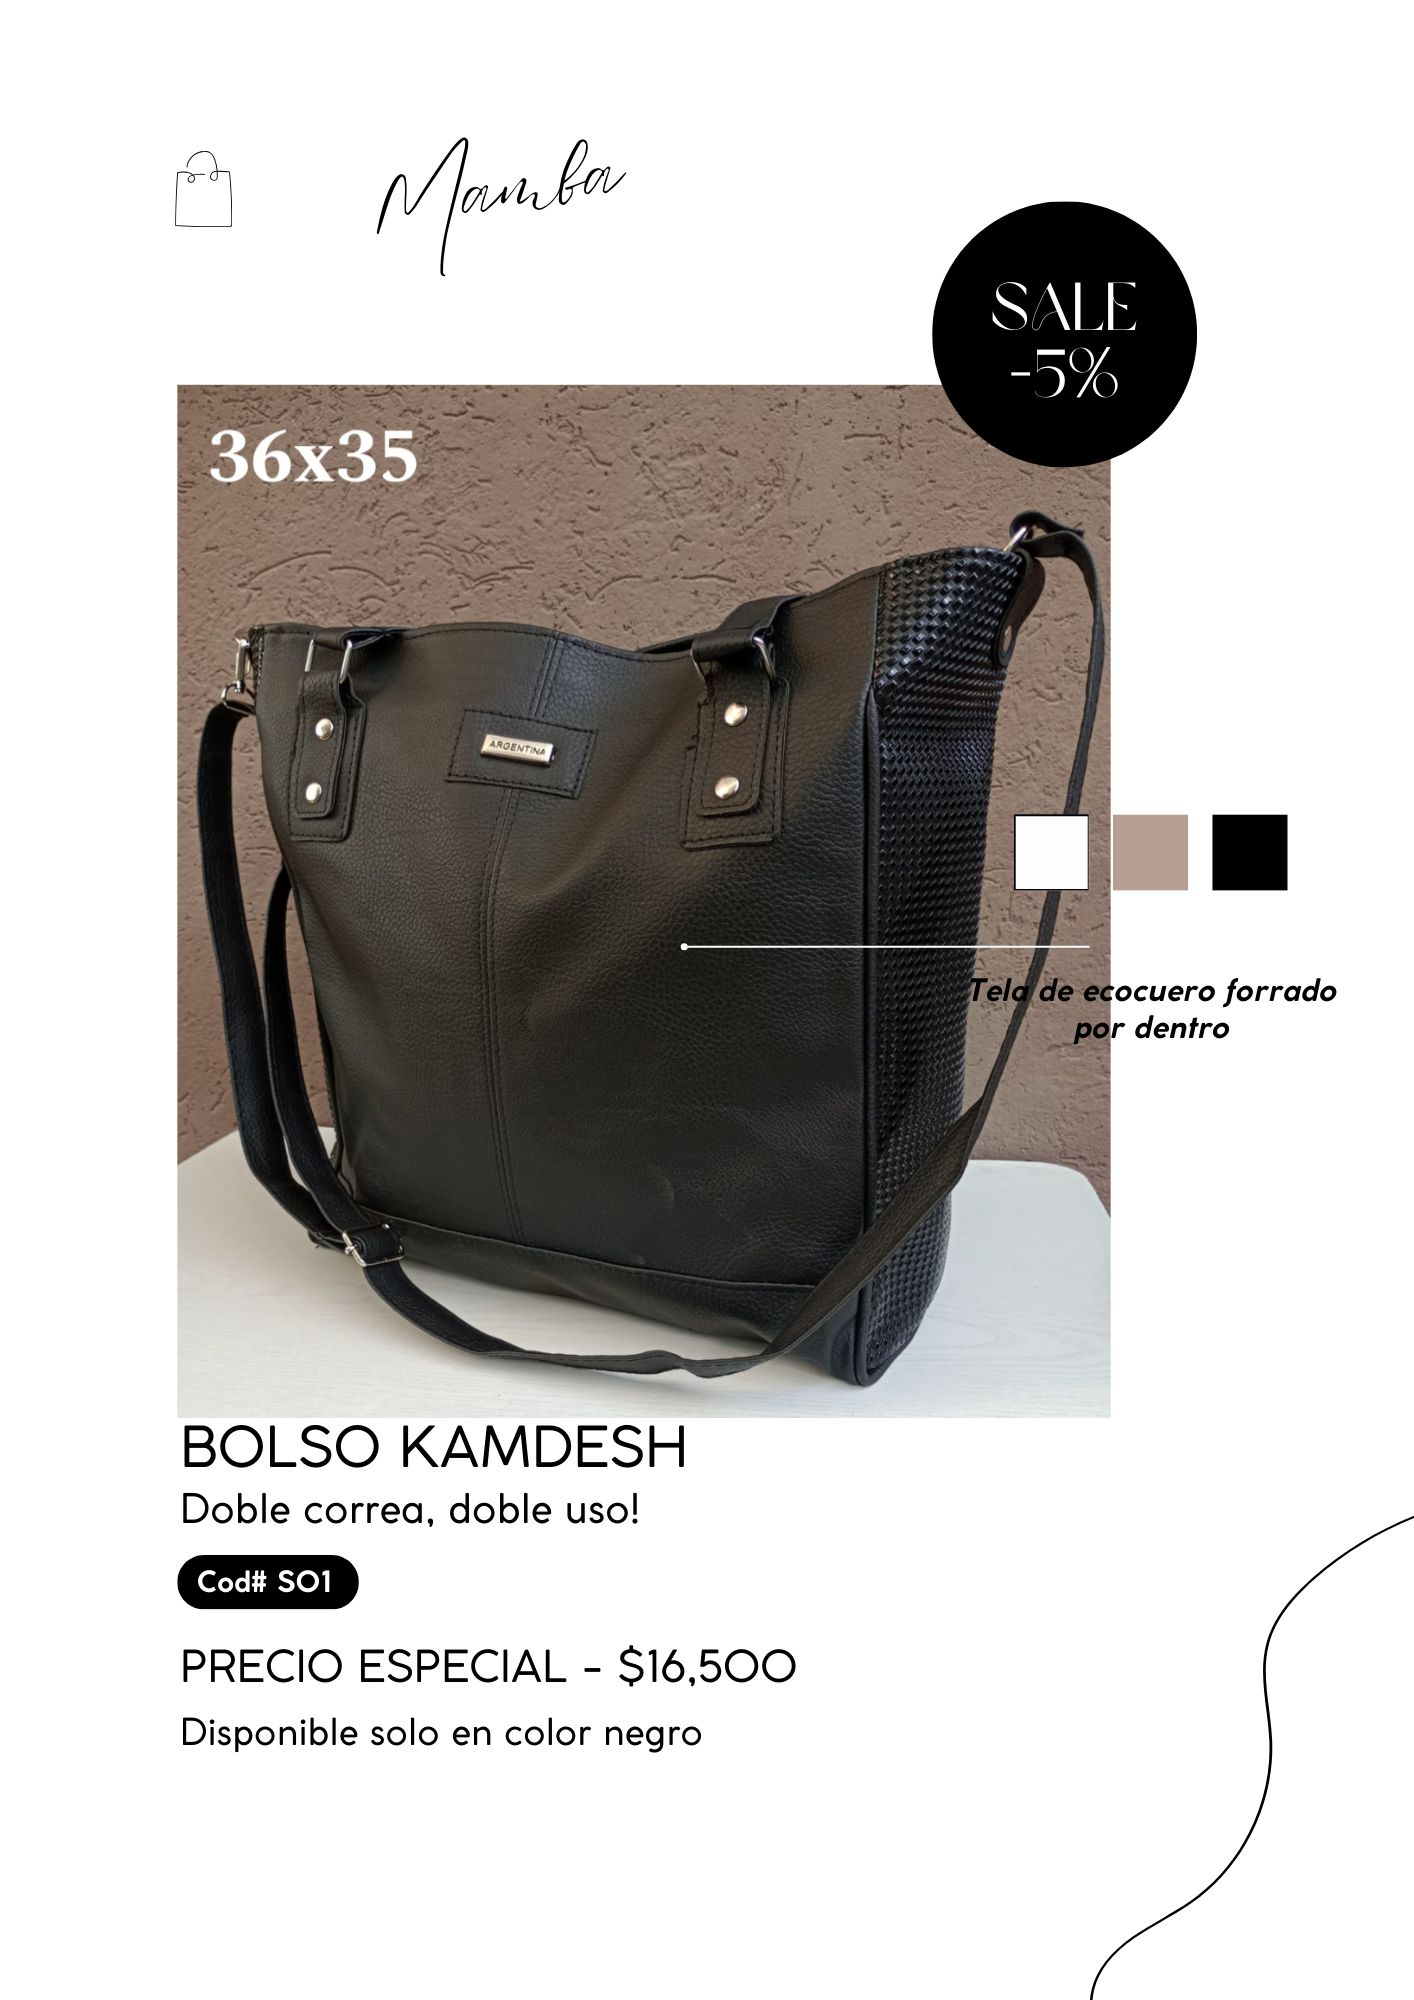 Mamba
SALE
-5%
36x35
ARGENTINA
Tela de ecocuero forrado
por dentro
BOLSO KAMDESH
Doble correa, doble uso!
Cod# S01
PRECIO ESPECIAL - $16,500
Disponible solo en color negro